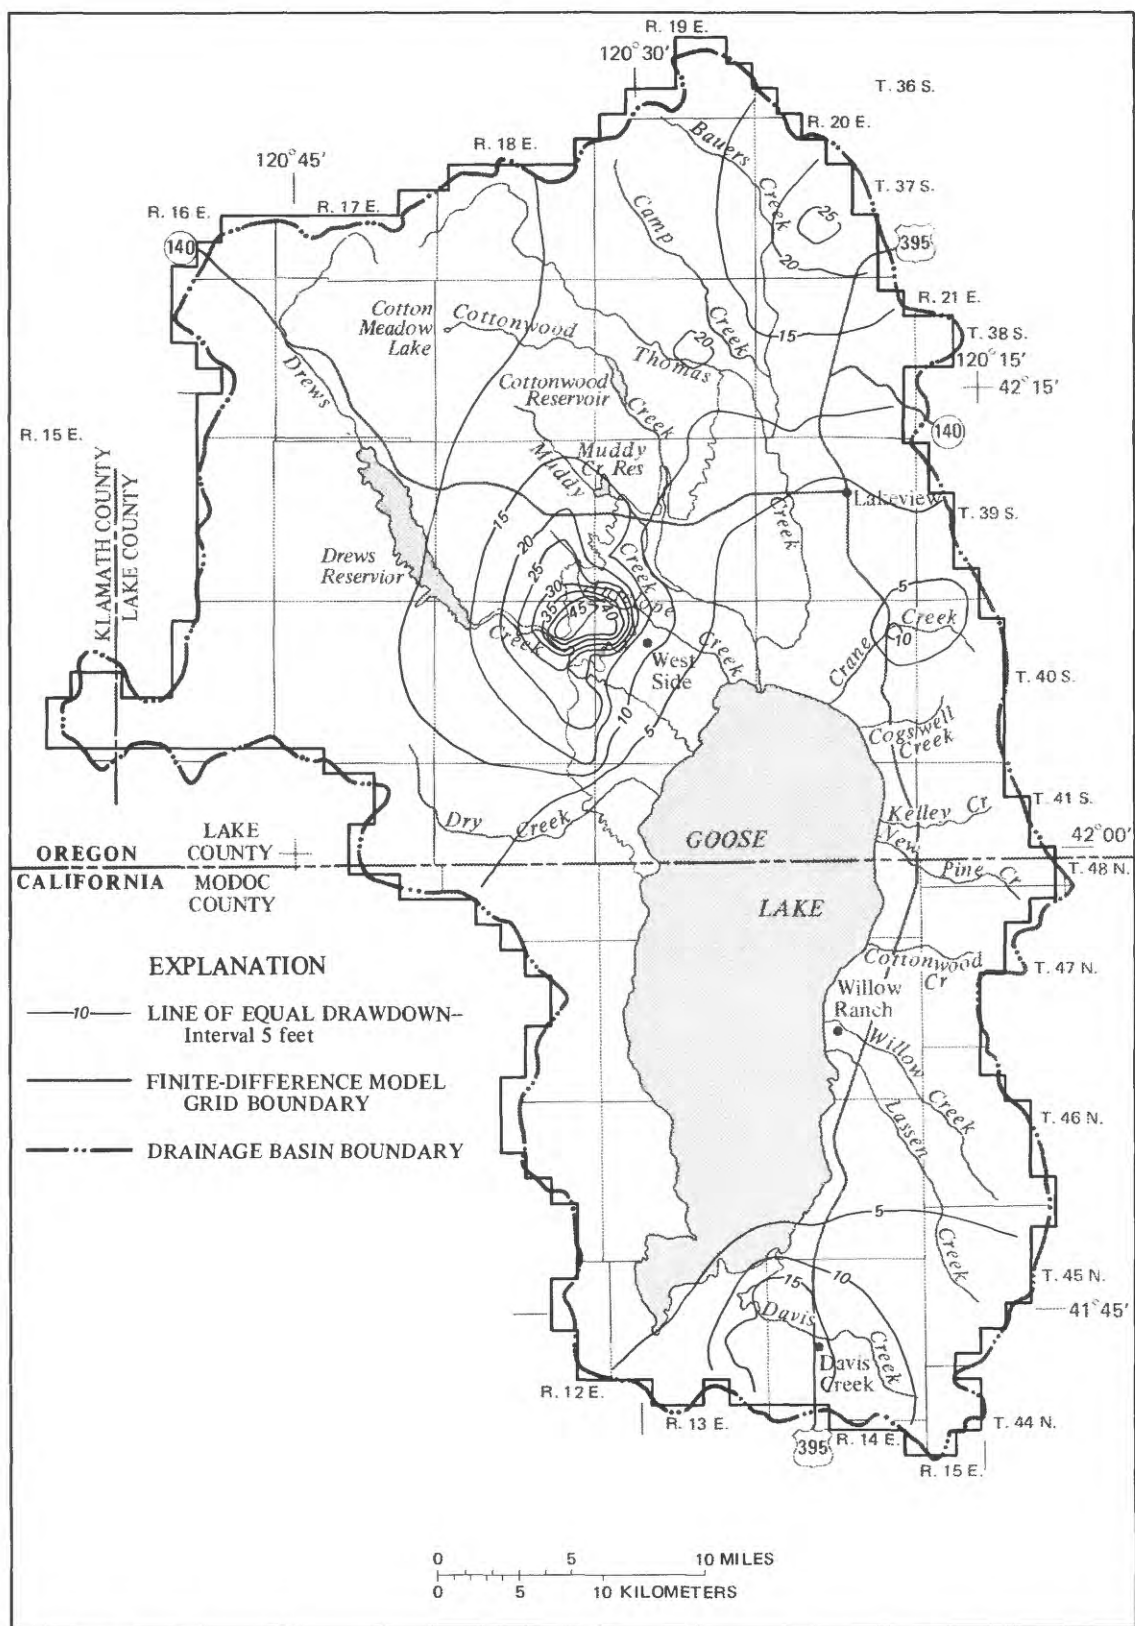 R. 19 E.
120°30'
T. 36 S.
R. 20 E.
Bauers
Creek
R. 18 E.
120°45'
T. 37 S.
R. 17 E.
R. 16 E.
140
Camp
Creek
25
395
20
R. 21 E.
Cotton
Meadow
Lake
Cottonwood
Creek
15
T. 38 S.
120°15'
42°15'
Thomas
Creek
20
Drews
Creek
Cottonwood
Reservoir
R. 15 E.
140
Muddy
Creek
Muddy
Cr Res
Lakeview
T. 39 S.
KLAMATH COUNTY
LAKE COUNTY
15
20
25
30
35
45
40
Drews
Reservior
5
Creek
10
West
Side
Creek
Crane
T. 40 S.
10
5
Cogswell
Creek
T. 41 S.
Kelley Cr
Dry
Creek
42°00'
LAKE
COUNTY
GOOSE
LAKE
New
Pine Cr
OREGON
CALIFORNIA
MODOC
COUNTY
T. 48 N.
Cottonwood
Cr
T. 47 N.
EXPLANATION
Willow
Ranch
10
LINE OF EQUAL DRAWDOWN--
Interval 5 feet
Willow
Creek
FINITE-DIFFERENCE MODEL
GRID BOUNDARY
Lassen
Creek
T. 46 N.
DRAINAGE BASIN BOUNDARY
5
10
15
T. 45 N.
41°45'
Davis
Creek
Davis
Creek
R. 12 E.
R. 13 E.
T. 44 N.
395
R. 14 E.
R. 15 E.
0 5 10 MILES
0 5 10 KILOMETERS